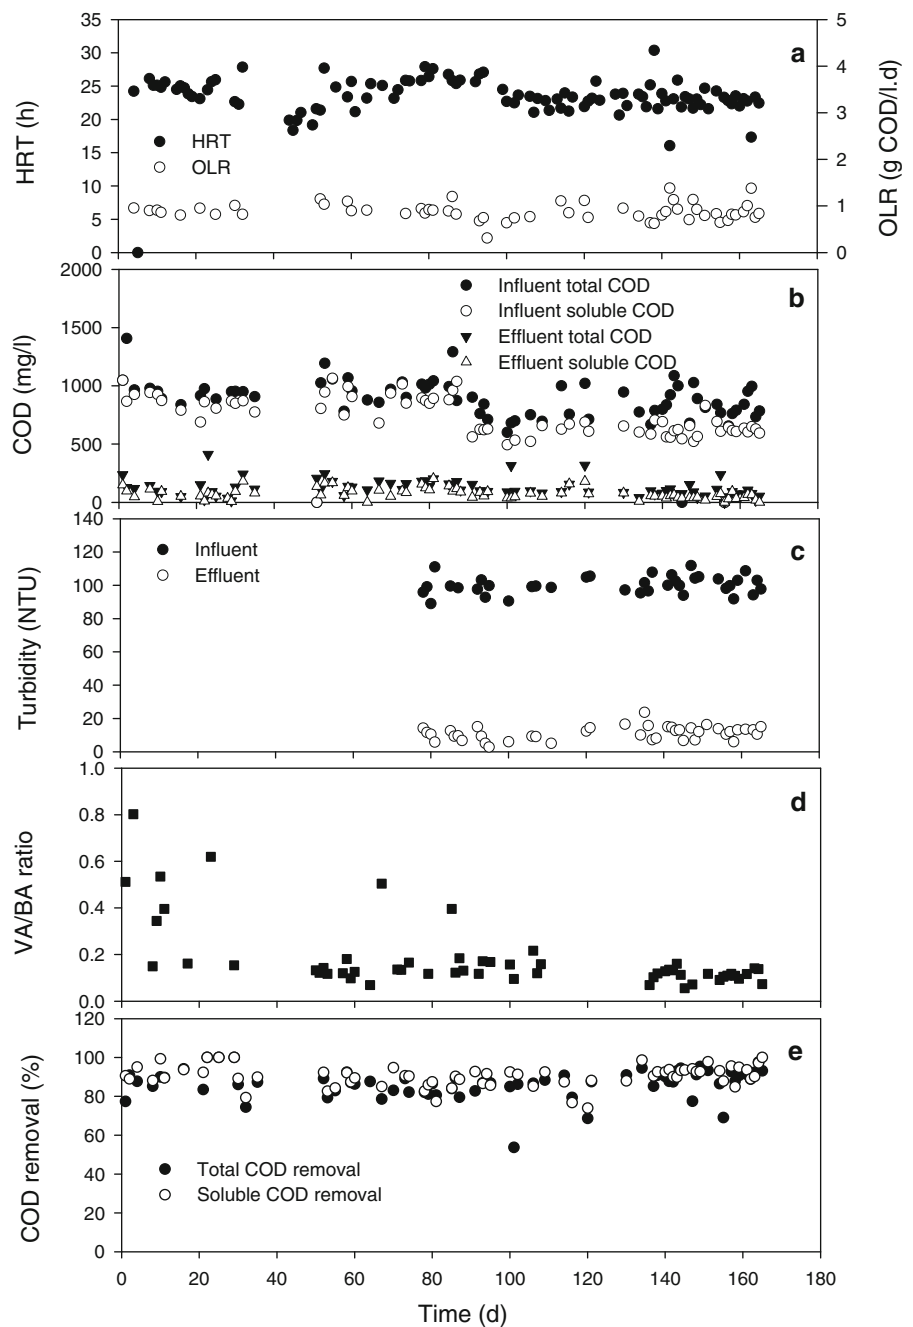 35
30
25
20
15
10
5
0
HRT (h)
a
HRT
OLR
5
4
3
2
1
0
OLR (g COD/l.d)
2000
1500
1000
500
0
COD (mg/l)
b
Influent total COD
Influent soluble COD
Effluent total COD
Effluent soluble COD
140
120
100
80
60
40
20
0
Turbidity (NTU)
c
Influent
Effluent
1.0
0.8
0.6
0.4
0.2
0.0
VA/BA ratio
d
120
100
80
60
40
20
0
COD removal (%)
e
Total COD removal
Soluble COD removal
0 20 40 60 80 100 120 140 160 180
Time (d)